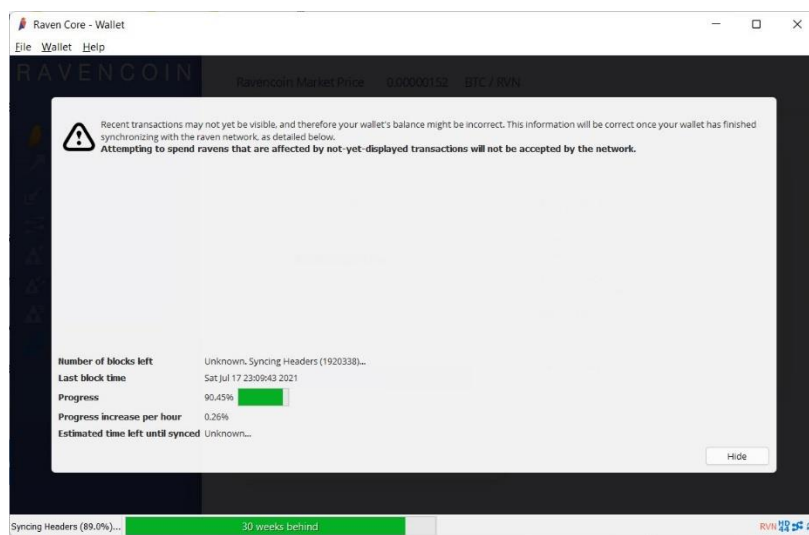 Raven Core - Wallet
File Wallet Help
RAVENCOIN
Ravencoin Market Price 0.00000152 BTC / RVN
Recent transactions may not yet be visible, and therefore your wallet's balance might be incorrect. This information will be correct once your wallet has finished
synchronizing with the raven network, as detailed below.
Attempting to spend ravens that are affected by not-yet-displayed transactions will not be accepted by the network.
Number of blocks left Unknown. Syncing Headers (1920338)...
Last block time Sat Jul 17 23:09:43 2021
Progress 90.45%
Progress increase per hour 0.26%
Estimated time left until synced Unknown...
Hide
Syncing Headers (89.0%)... 30 weeks behind RVN HD 44